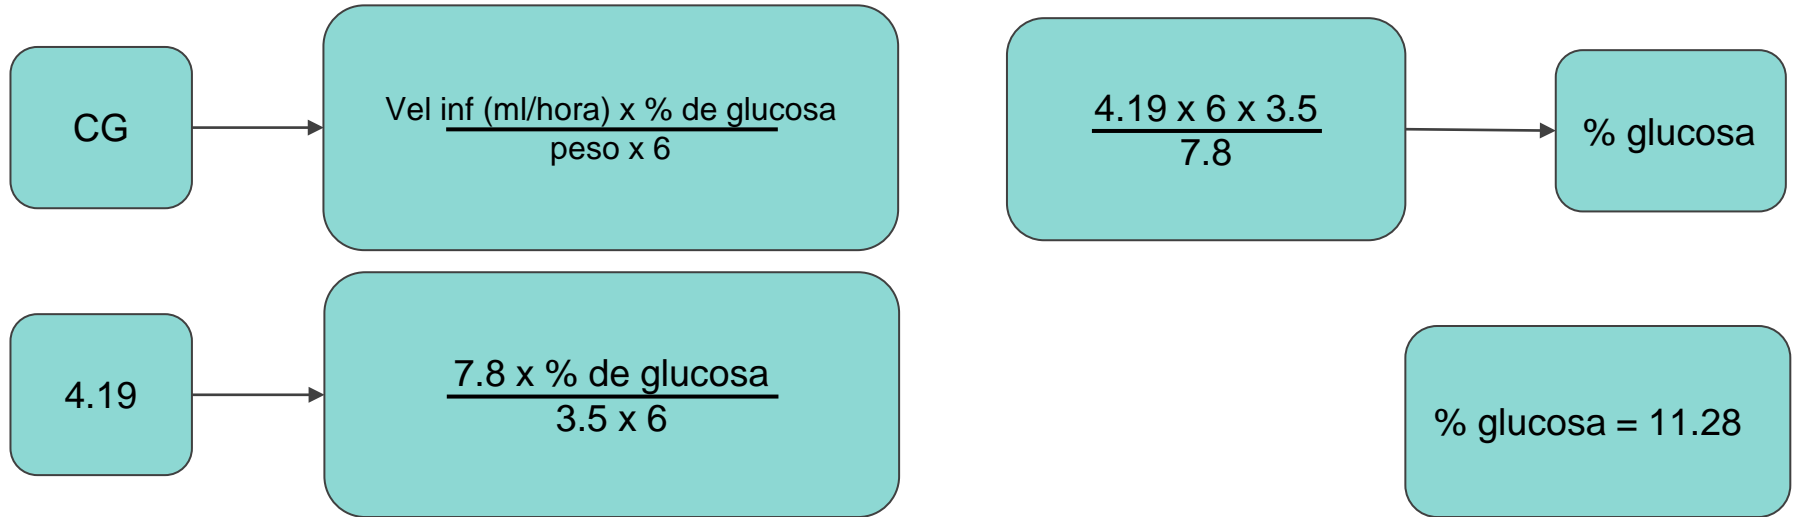 CG
Vel inf (ml/hora) x % de glucosa
peso x 6
4.19
7.8 x % de glucosa
3.5 x 6
4.19 x 6 x 3.5
7.8
% glucosa
% glucosa = 11.28